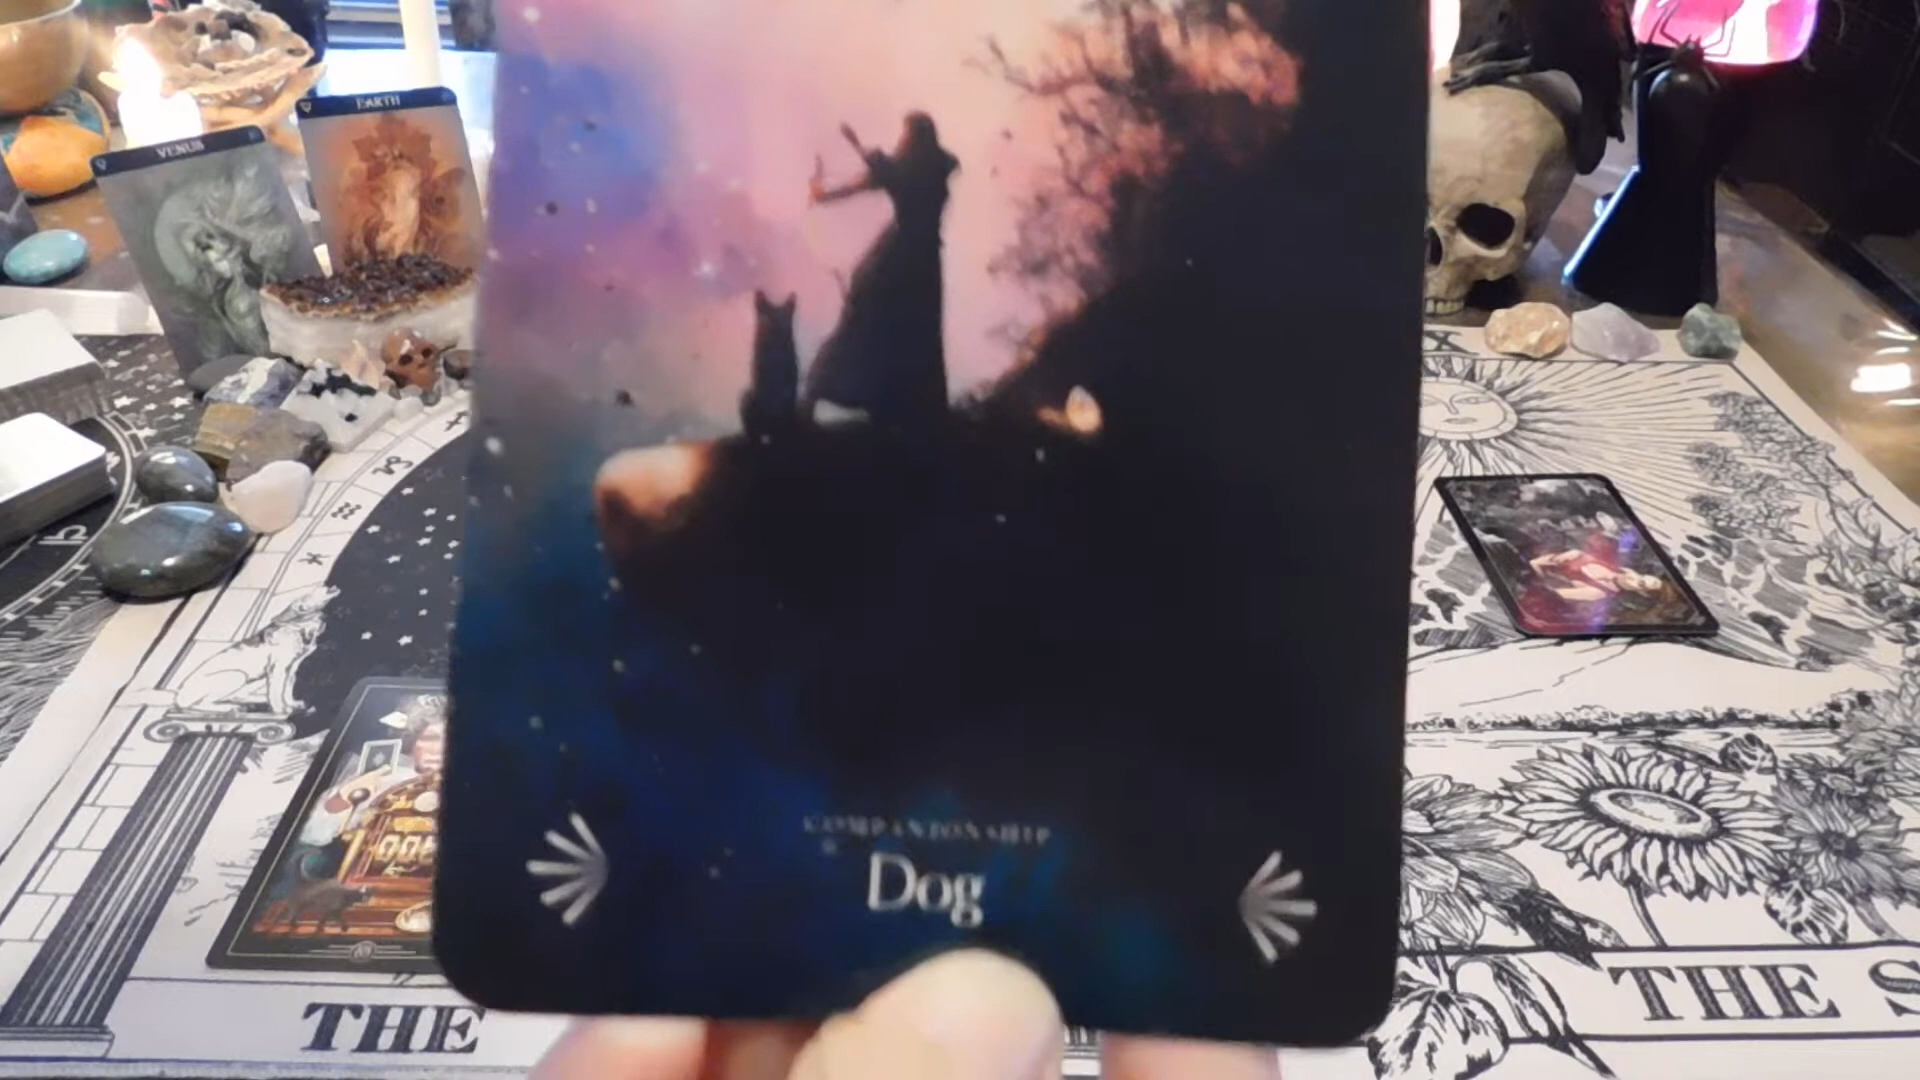 VENUS
EARTH
X
COMPANIONSHIP
Dog
THE
THE S